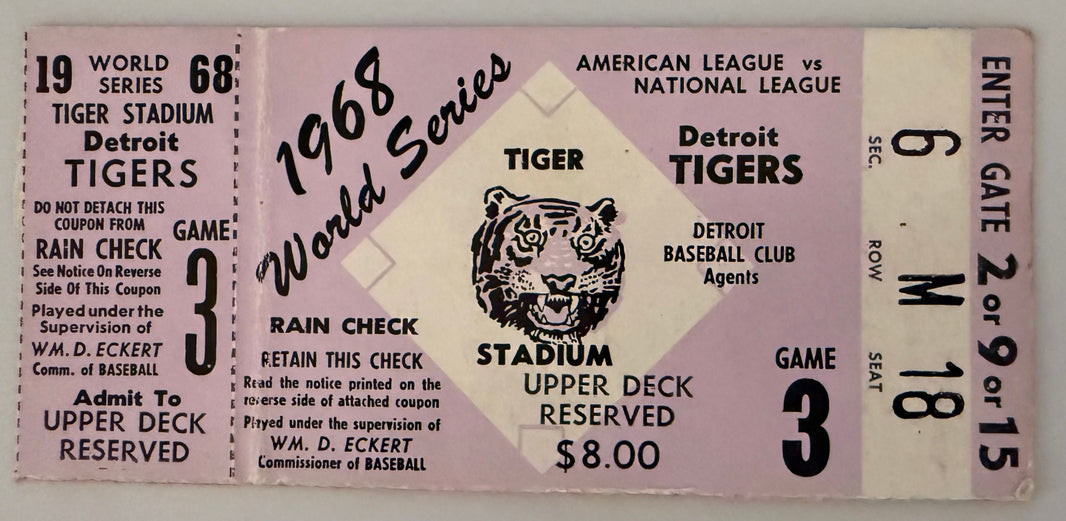 19 WORLD SERIES 68
TIGER STADIUM
Detroit
TIGERS
DO NOT DETACH THIS
COUPON FROM
RAIN CHECK
See Notice On Reverse
Side Of This Coupon
Played under the
Supervision of
WM. D. ECKERT
Comm. of BASEBALL
GAME
3
Admit To
UPPER DECK
RESERVED
1968
World Series
RAIN CHECK
RETAIN THIS CHECK
Read the notice printed on the
reverse side of attached coupon
Played under the supervision of
WM. D. ECKERT
Commissioner of BASEBALL
TIGER
STADIUM
UPPER DECK
RESERVED
$8.00
AMERICAN LEAGUE vs
NATIONAL LEAGUE
Detroit
TIGERS
DETROIT
BASEBALL CLUB
Agents
GAME
3
SEC. 6
ROW M
SEAT 18
ENTER GATE 2 or 9 or 15